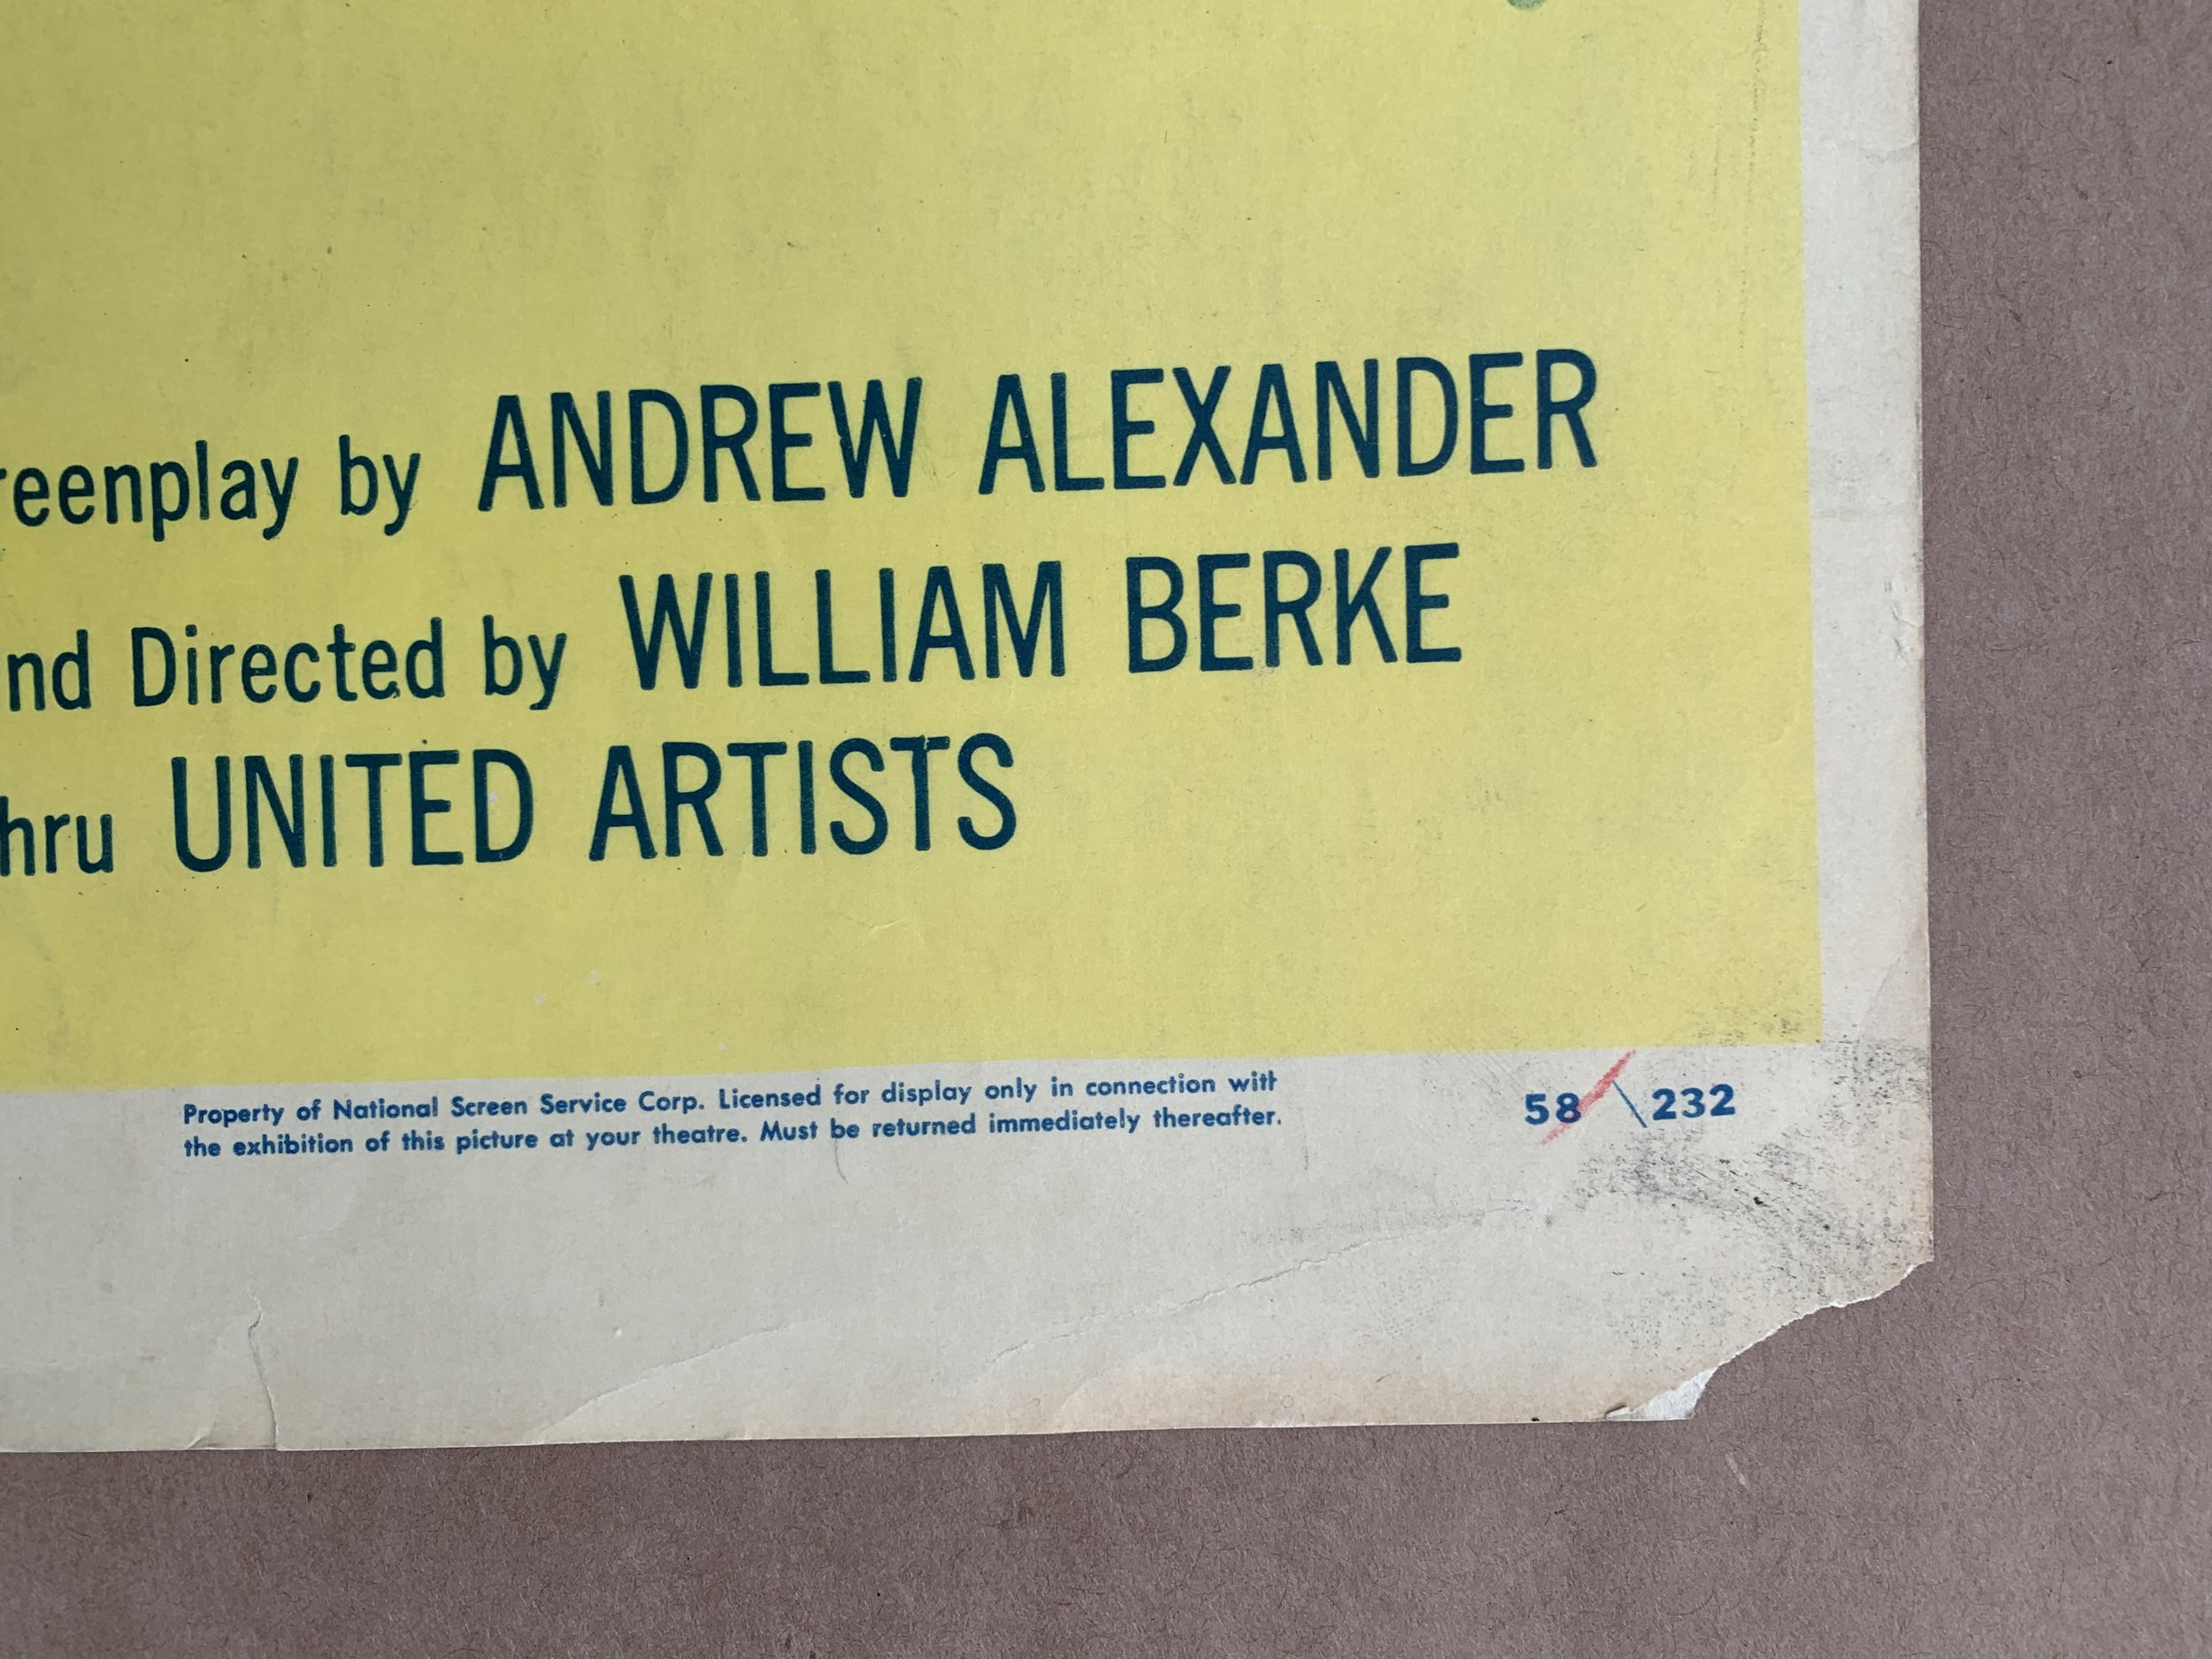 reenplay by ANDREW ALEXANDER
nd Directed by WILLIAM BERKE
hru UNITED ARTISTS
Property of National Screen Service Corp. Licensed for display only in connection with
the exhibition of this picture at your theatre. Must be returned immediately thereafter.
58 \ 232